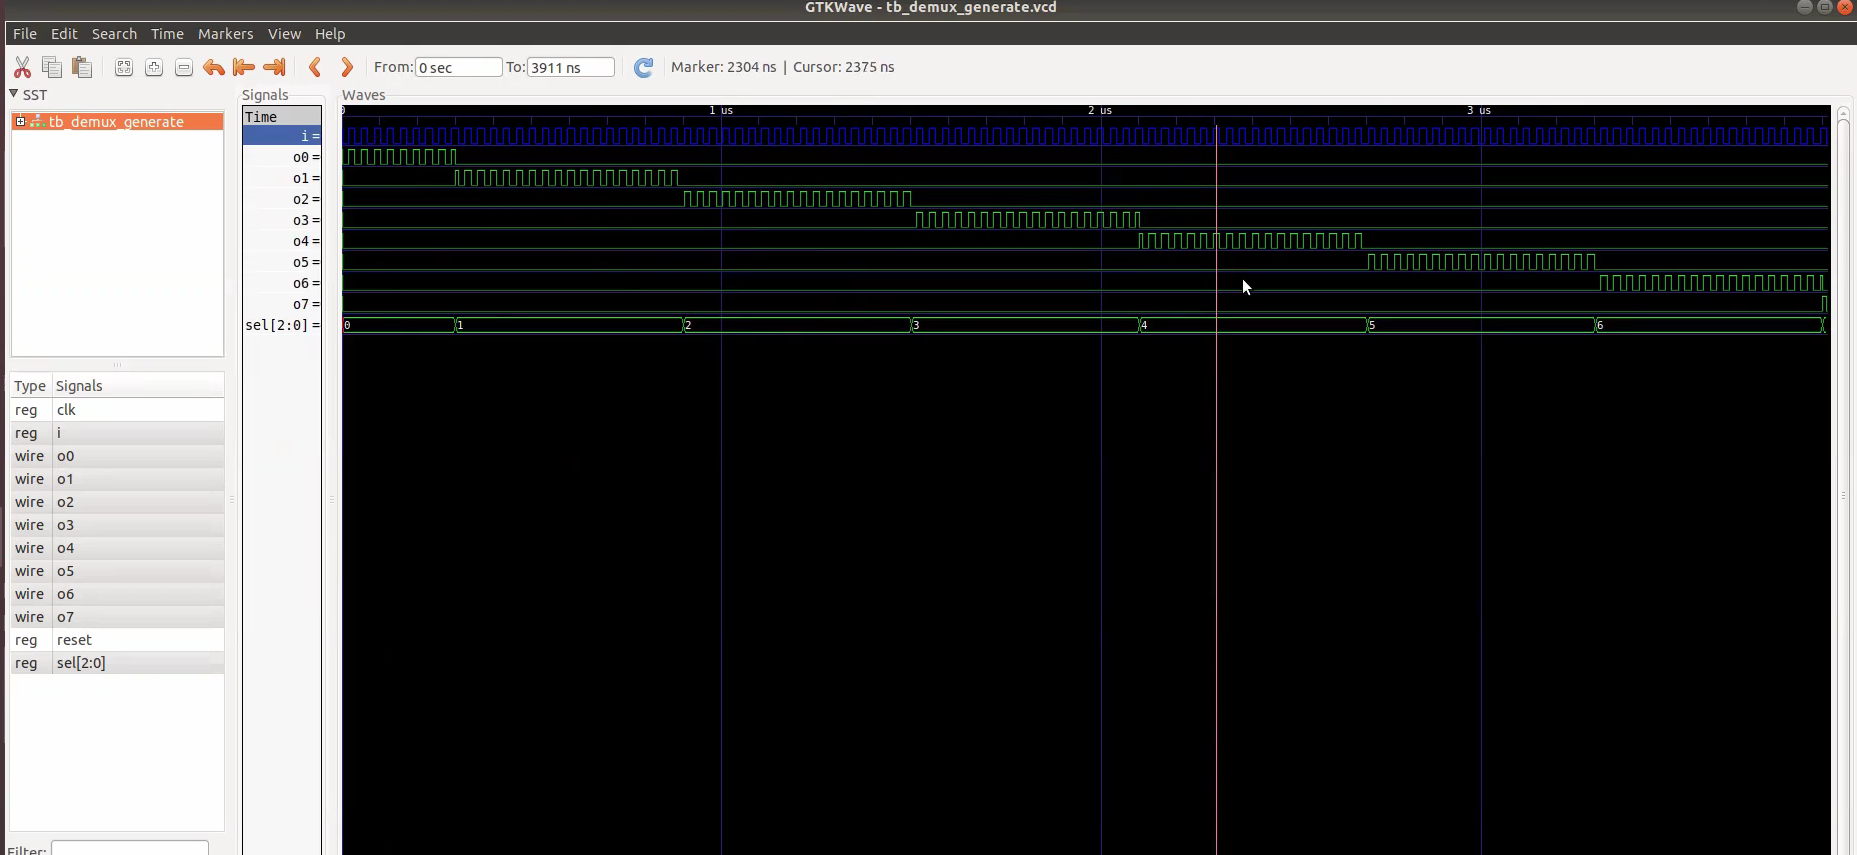 GTKWave - tb_demux_generate.vcd
File Edit Search Time Markers View Help
From: 0 sec To: 3911 ns Marker: 2304 ns | Cursor: 2375 ns
SST
tb_demux_generate
Type Signals
reg clk
reg i
wire o0
wire o1
wire o2
wire o3
wire o4
wire o5
wire o6
wire o7
reg reset
reg sel[2:0]
Filter:
Signals
Time
i =
o0 =
o1 =
o2 =
o3 =
o4 =
o5 =
o6 =
o7 =
sel[2:0] =
Waves
0 1 us 2 us 3 us
0 1 2 3 4 5 6